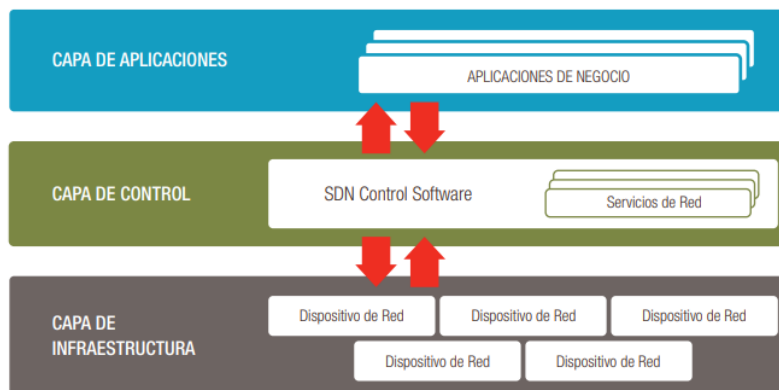 CAPA DE APLICACIONES
APLICACIONES DE NEGOCIO
CAPA DE CONTROL
SDN Control Software
Servicios de Red
CAPA DE
INFRAESTRUCTURA
Dispositivo de Red
Dispositivo de Red
Dispositivo de Red
Dispositivo de Red
Dispositivo de Red